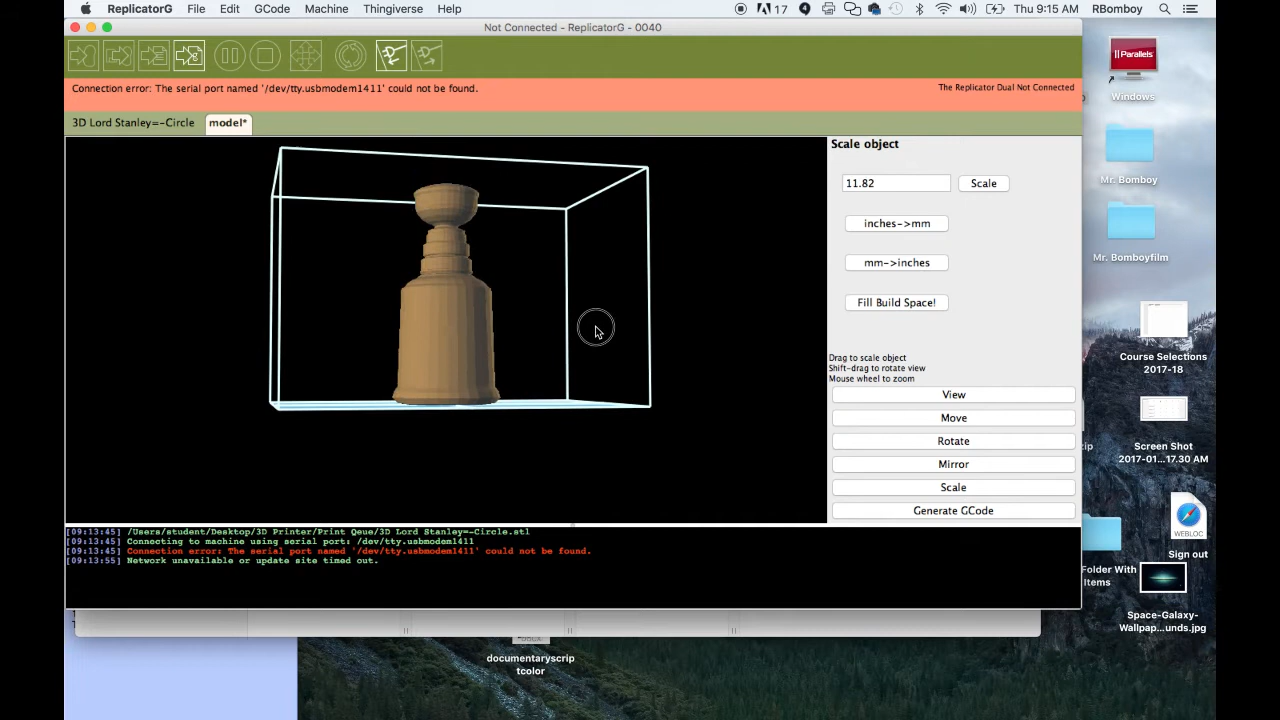 ReplicatorG File Edit GCode Machine Thingiverse Help 17 4 Thu 9:15 AM RBomboy
Not Connected - ReplicatorG - 0040
Connection error: The serial port named '/dev/tty.usbmodem1411' could not be found.
The Replicator Dual Not Connected
3D Lord Stanley=-Circle model*
Scale object
11.82 Scale
inches->mm
mm->inches
Fill Build Space!
Drag to scale object
Shift-drag to rotate view
Mouse wheel to zoom
View
Move
Rotate
Mirror
Scale
Generate GCode
[09:13:45] /Users/student/Desktop/3D Printer/Print Qeue/3D Lord Stanley=-Circle.stl
[09:13:45] Connecting to machine using serial port: /dev/tty.usbmodem1411
[09:13:45] Connection error: The serial port named '/dev/tty.usbmodem1411' could not be found.
[09:13:55] Network unavailable or update site timed out.
Parallels
Windows
Mr. Bomboy
Mr. Bomboyfilm
Course Selections
2017-18
Screen Shot
2017-01...17.30 AM
zip
WEBLOC
Sign out
Folder With
Items
Space-Galaxy-
Wallpap...unds.jpg
documentaryscrip
tcolor